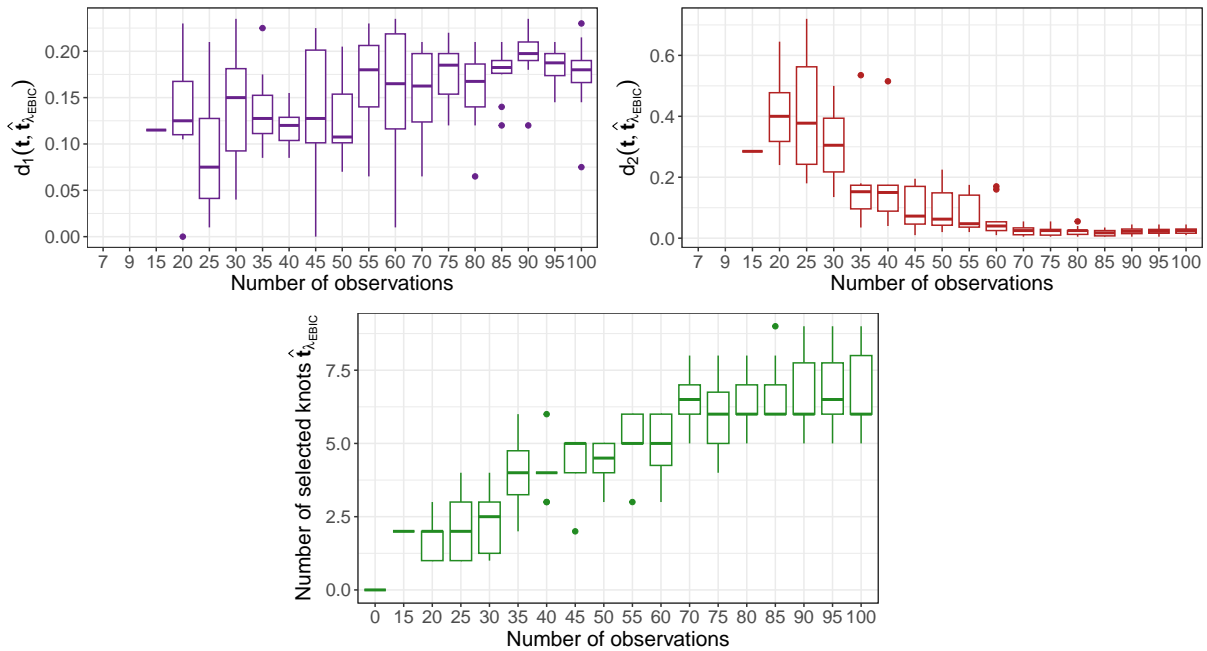 d₁(t, t̂_λEBIC)
0.20
0.15
0.10
0.05
0.00
7 9 15 20 25 30 35 40 45 50 55 60 70 75 80 85 90 95 100
Number of observations
d₂(t, t̂_λEBIC)
0.6
0.4
0.2
0.0
7 9 15 20 25 30 35 40 45 50 55 60 70 75 80 85 90 95 100
Number of observations
Number of selected knots t̂_λEBIC
7.5
5.0
2.5
0.0
0 15 20 25 30 35 40 45 50 55 60 70 75 80 85 90 95 100
Number of observations